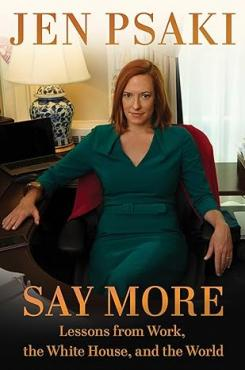 JEN PSAKI
SAY MORE
Lessons from Work,
the White House, and the World